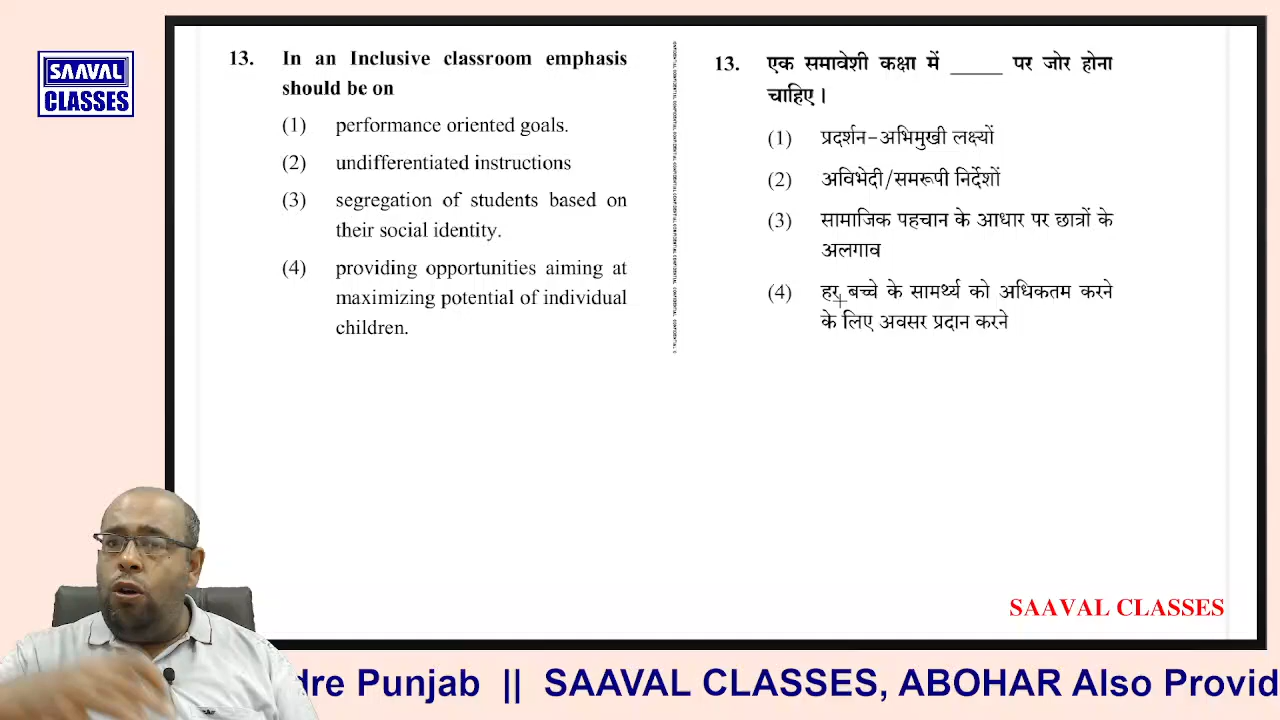 SAAVAL
CLASSES
13. In an Inclusive classroom emphasis
should be on
(1) performance oriented goals.
(2) undifferentiated instructions
(3) segregation of students based on
their social identity.
(4) providing opportunities aiming at
maximizing potential of individual
children.
13. एक समावेशी कक्षा में _____ पर जोर होना
चाहिए।
(1) प्रदर्शन-अभिमुखी लक्ष्यों
(2) अविभेदी/समरूपी निर्देशों
(3) सामाजिक पहचान के आधार पर छात्रों के
अलगाव
(4) हर बच्चे के सामर्थ्य को अधिकतम करने
के लिए अवसर प्रदान करने
SAAVAL CLASSES
Punjab || SAAVAL CLASSES, ABOHAR Also